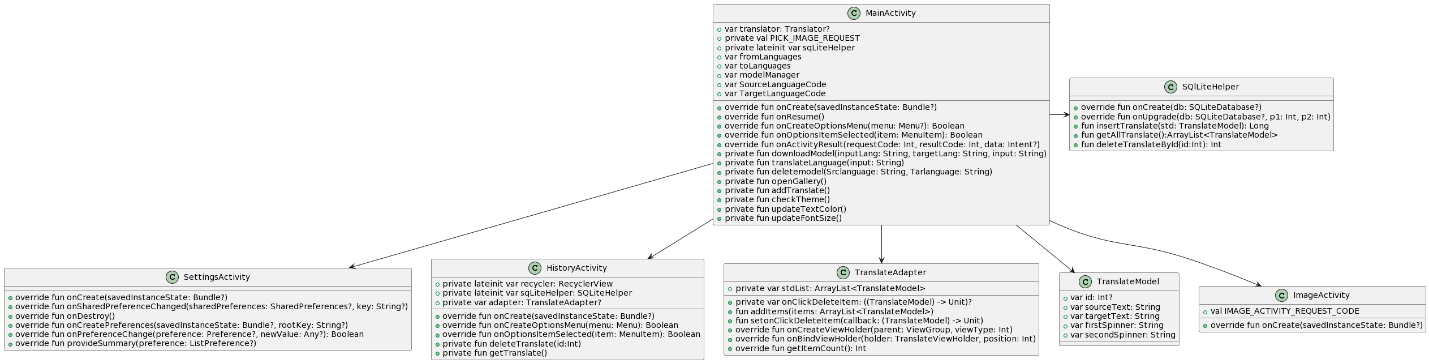 C MainActivity
var translator: Translator?
private val PICK_IMAGE_REQUEST
private lateinit var sqLiteHelper
var fromLanguages
var toLanguages
var modelManager
var SourceLanguageCode
var TargetLanguageCode
override fun onCreate(savedInstanceState: Bundle?)
override fun onResume()
override fun onCreateOptionsMenu(menu: Menu?): Boolean
override fun onOptionsItemSelected(item: MenuItem): Boolean
override fun onActivityResult(requestCode: Int, resultCode: Int, data: Intent?)
private fun downloadModel(inputLang: String, targetLang: String, input: String)
private fun translateLanguage(input: String)
private fun deletemodel(Srclanguage: String, Tarlanguage: String)
private fun openGallery()
private fun addTranslate()
private fun checkTheme()
private fun updateTextColor()
private fun updateFontSize()
C SQlLiteHelper
override fun onCreate(db: SQLiteDatabase?)
override fun onUpgrade(db: SQLiteDatabase?, p1: Int, p2: Int)
fun insertTranslate(std: TranslateModel): Long
fun getAllTranslate():ArrayList<TranslateModel>
fun deleteTranslateById(id:Int): Int
C SettingsActivity
override fun onCreate(savedInstanceState: Bundle?)
override fun onSharedPreferenceChanged(sharedPreferences: SharedPreferences?, key: String?)
override fun onDestroy()
override fun onCreatePreferences(savedInstanceState: Bundle?, rootKey: String?)
override fun onPreferenceChange(preference: Preference?, newValue: Any?): Boolean
override fun provideSummary(preference: ListPreference?)
C HistoryActivity
private lateinit var recycler: RecyclerView
private lateinit var sqLiteHelper: SQLiteHelper
private var adapter: TranslateAdapter?
override fun onCreate(savedInstanceState: Bundle?)
override fun onCreateOptionsMenu(menu: Menu): Boolean
override fun onOptionsItemSelected(item: MenuItem): Boolean
private fun deleteTranslate(id:Int)
private fun getTranslate()
C TranslateAdapter
private var stdList: ArrayList<TranslateModel>
private var onClickDeleteItem: ((TranslateModel) -> Unit)?
fun addItems(items: ArrayList<TranslateModel>)
fun setonClickDeleteItem(callback: (TranslateModel) -> Unit)
override fun onCreateViewHolder(parent: ViewGroup, viewType: Int)
override fun onBindViewHolder(holder: TranslateViewHolder, position: Int)
override fun getItemCount(): Int
C TranslateModel
var id: Int?
var sourceText: String
var targetText: String
var firstSpinner: String
var secondSpinner: String
C ImageActivity
val IMAGE_ACTIVITY_REQUEST_CODE
override fun onCreate(savedInstanceState: Bundle?)